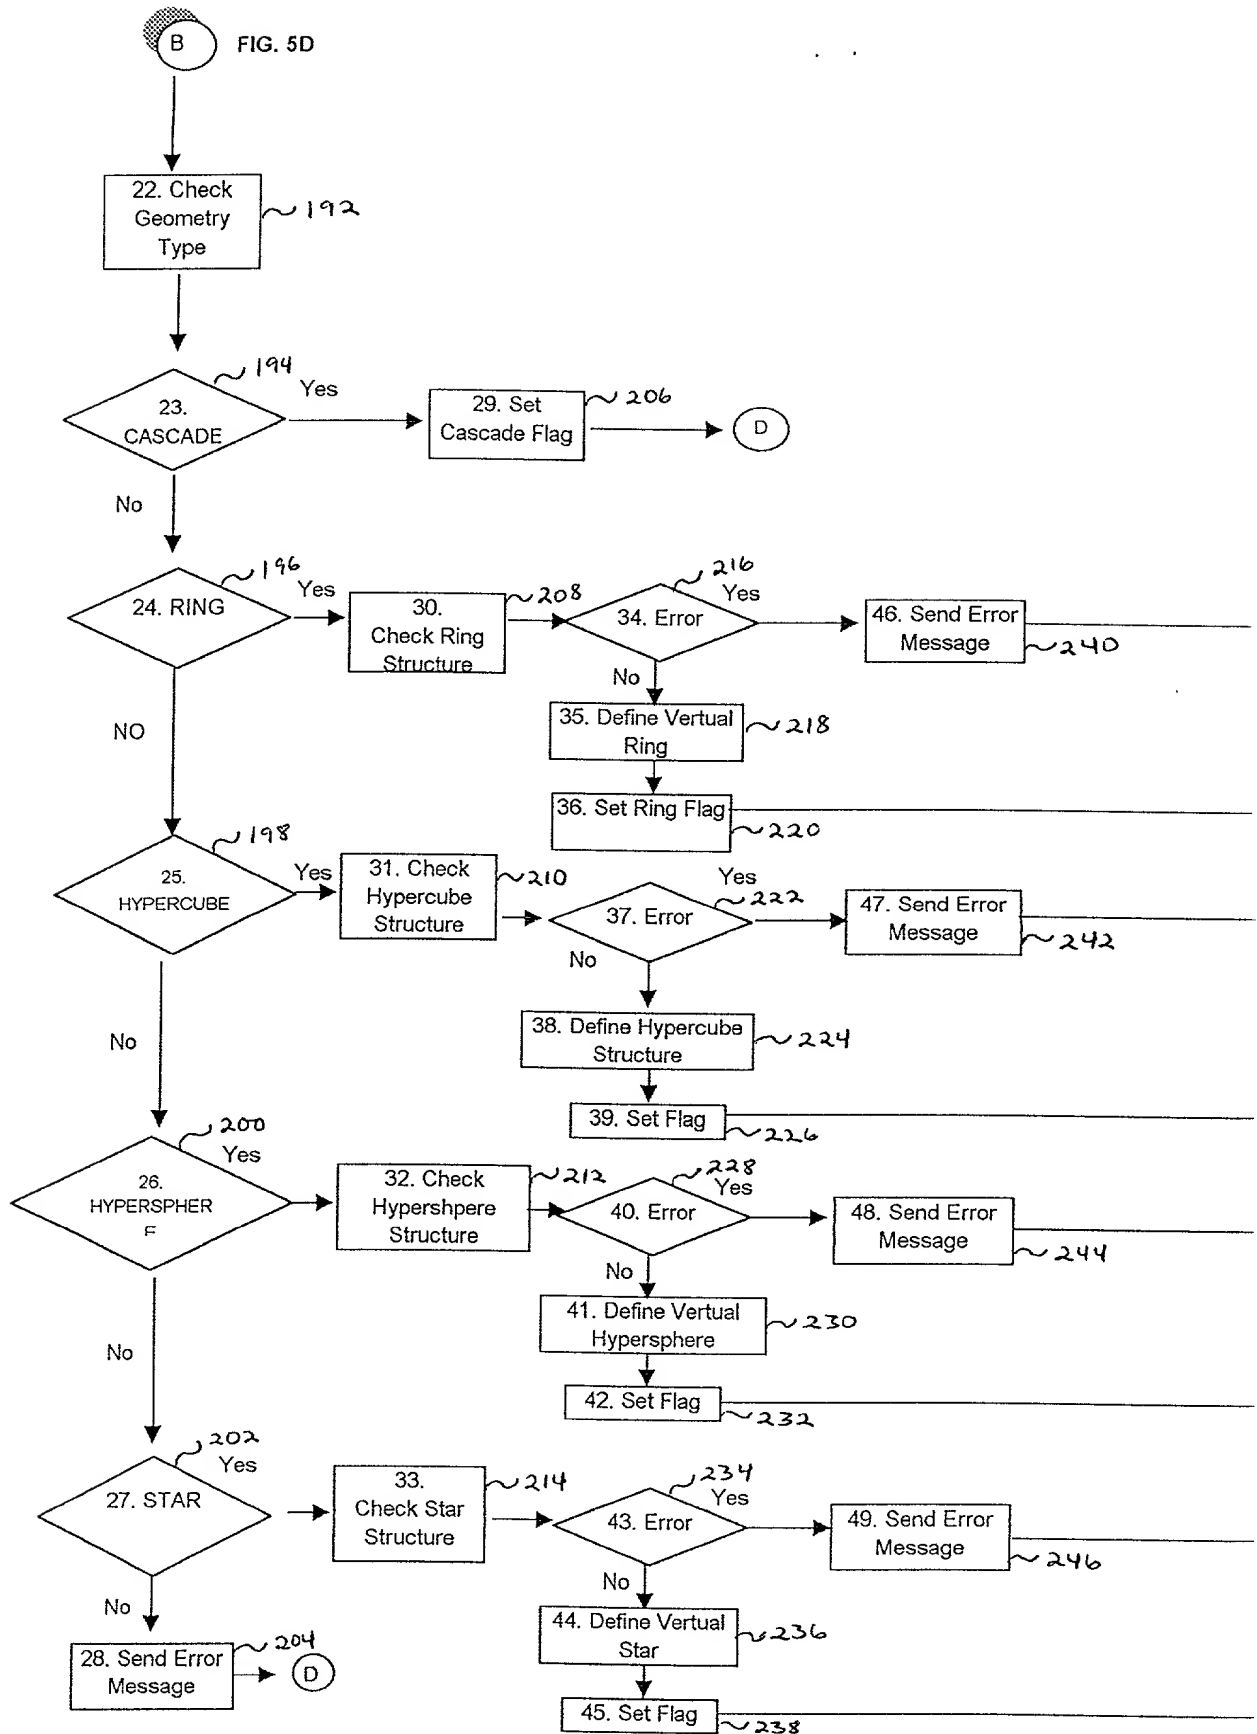 B
FIG. 5D
22. Check
Geometry
Type
192
194
Yes
23.
CASCADE
29. Set
Cascade Flag
206
D
No
196
Yes
24. RING
30.
Check Ring
Structure
208
216
Yes
34. Error
46. Send Error
Message
240
No
35. Define Vertual
Ring
218
NO
36. Set Ring Flag
220
198
Yes
25.
HYPERCUBE
31. Check
Hypercube
Structure
210
Yes
222
37. Error
47. Send Error
Message
242
No
38. Define Hypercube
Structure
224
No
39. Set Flag
226
200
Yes
26.
HYPERSPHER
E
32. Check
Hypershpere
Structure
212
228
Yes
40. Error
48. Send Error
Message
244
No
41. Define Vertual
Hypersphere
230
No
42. Set Flag
232
202
Yes
27. STAR
33.
Check Star
Structure
214
234
Yes
43. Error
49. Send Error
Message
246
No
No
44. Define Vertual
Star
236
28. Send Error
Message
204
D
45. Set Flag
238